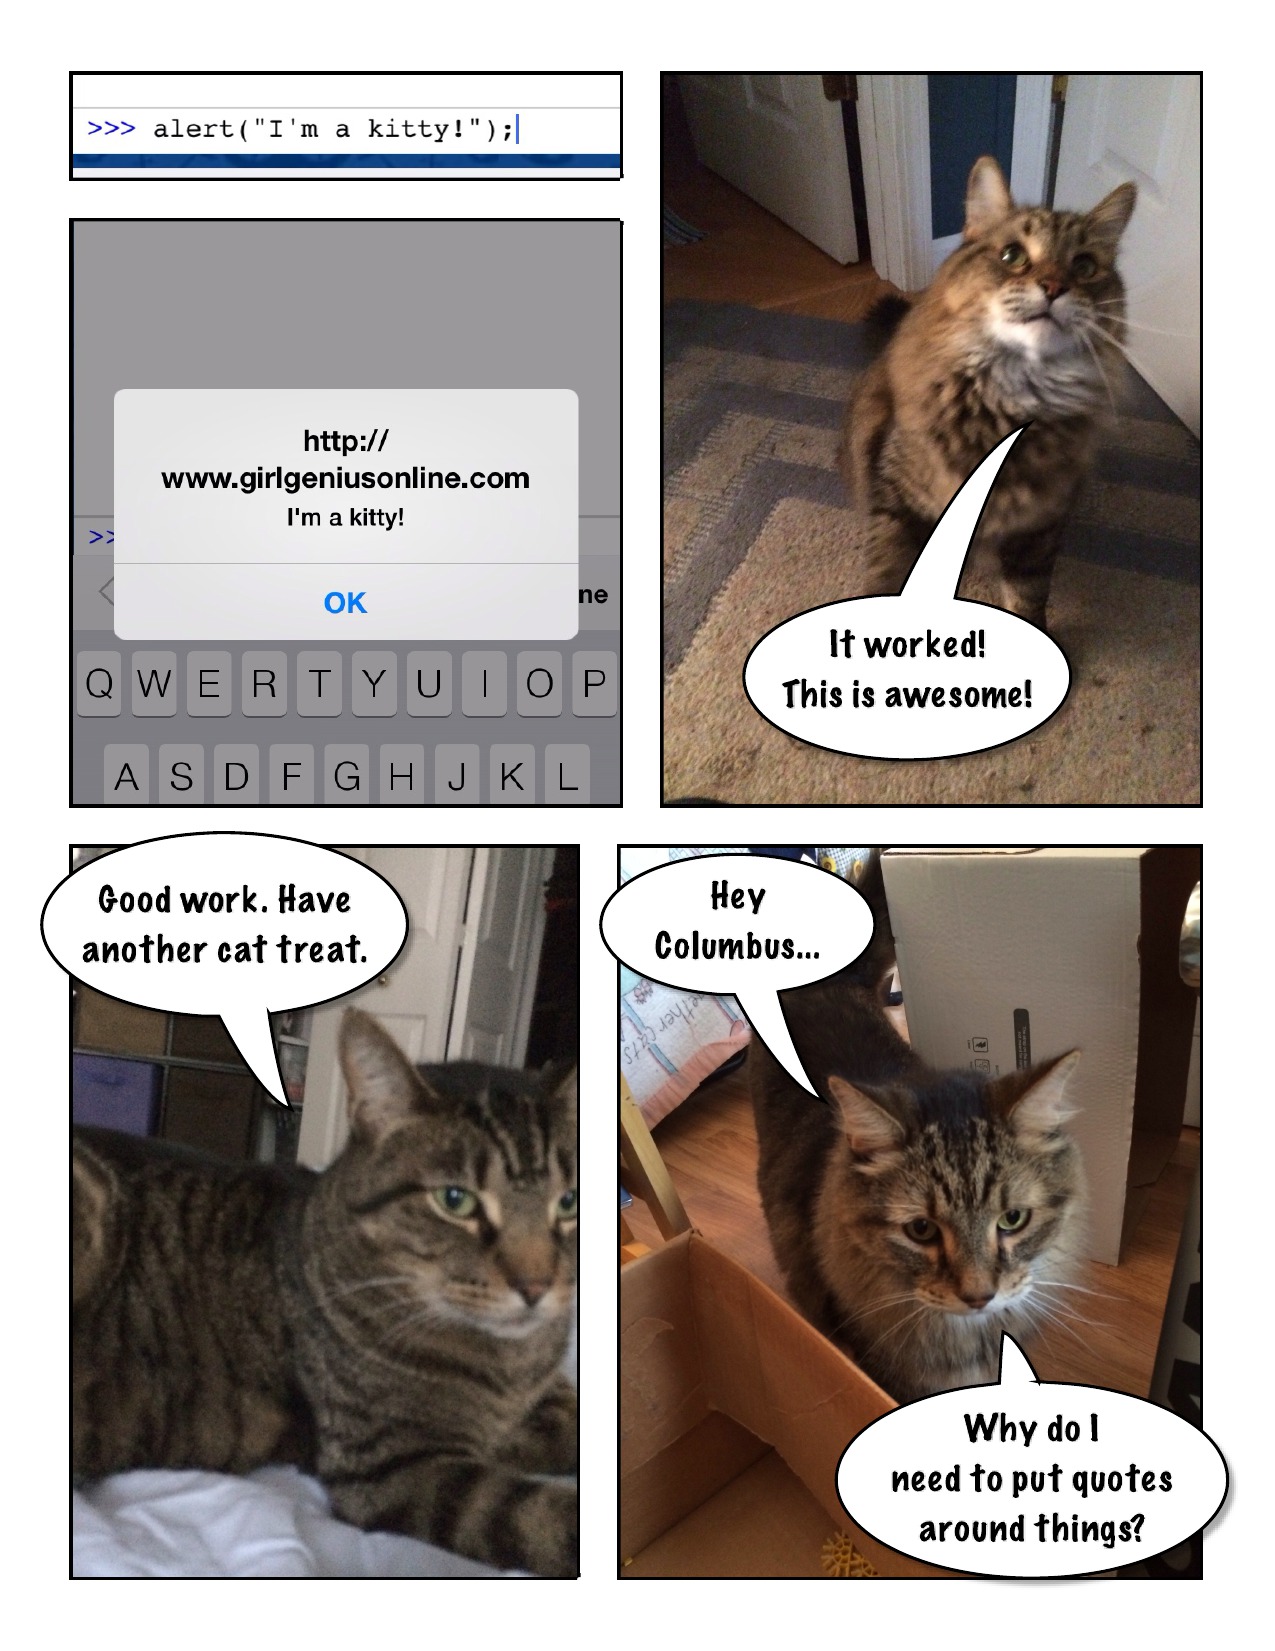 >>> alert("I'm a kitty!");
http://
www.girlgeniusonline.com
I'm a kitty!
>>
OK
ne
Q W E R T Y U I O P
A S D F G H J K L
It worked!
This is awesome!
Good work. Have
another cat treat.
Hey
Columbus...
Why do I
need to put quotes
around things?